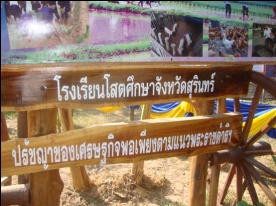 โรงเรียนโสตศึกษาจังหวัดสุรินทร์
ปรัชญาของเศรษฐกิจพอเพียงตามแนวพระราชดำริฯ